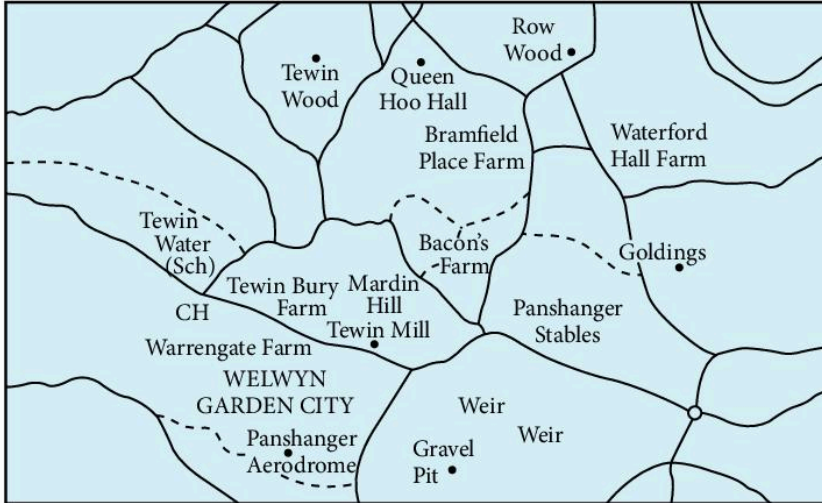 Row
Wood
Tewin
Wood
Queen
Hoo Hall
Bramfield
Place Farm
Waterford
Hall Farm
Tewin
Water
(Sch)
Bacon's
Farm
Goldings
Tewin Bury
Farm
Mardin
Hill
CH
Tewin Mill
Panshanger
Stables
Warrengate Farm
WELWYN
GARDEN CITY
Weir
Weir
Panshanger
Aerodrome
Gravel
Pit